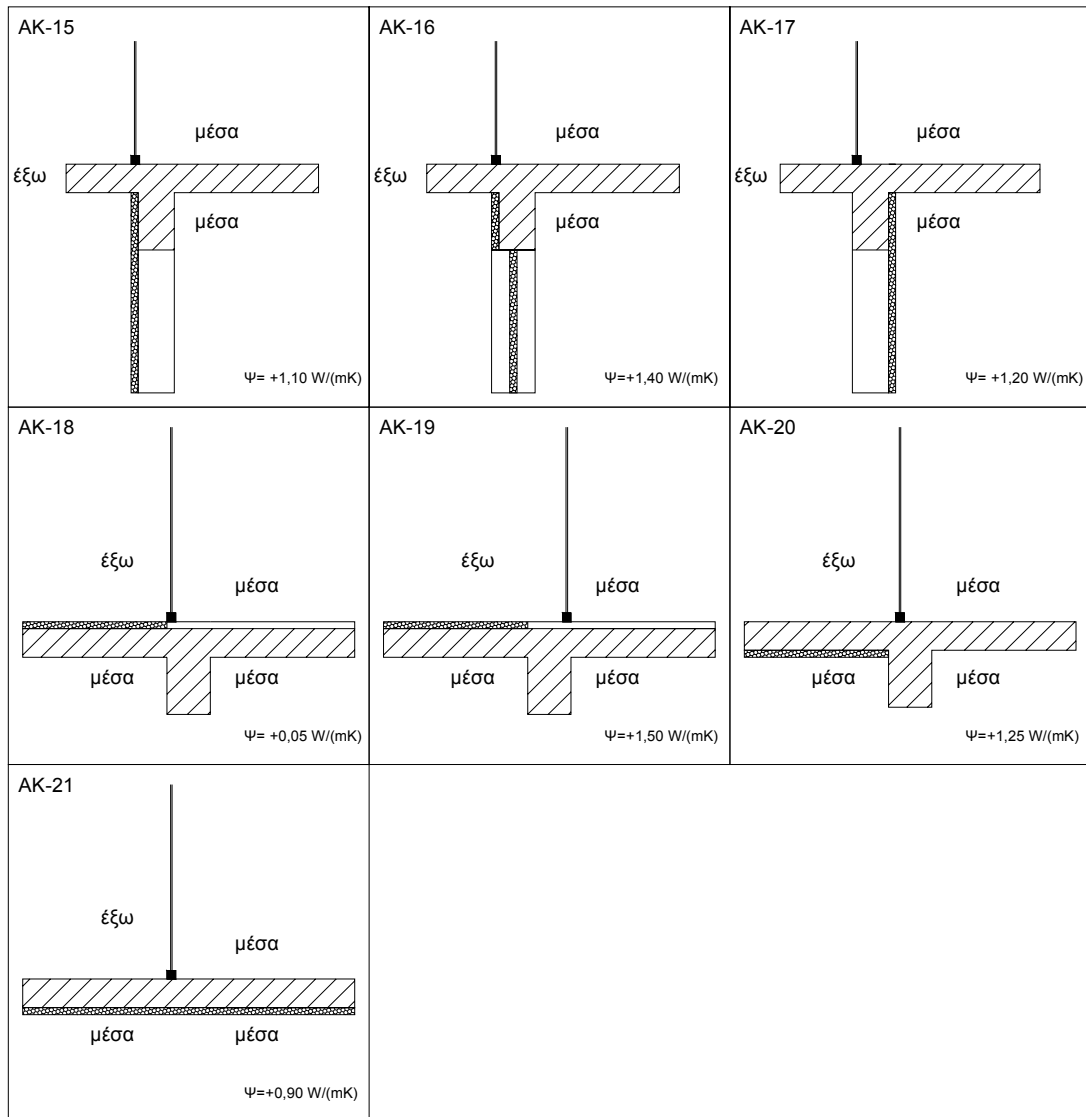 AK-15
μέσα
έξω
μέσα
Ψ= +1,10 W/(mK)
AK-16
μέσα
έξω
μέσα
Ψ=+1,40 W/(mK)
AK-17
μέσα
έξω
μέσα
Ψ= +1,20 W/(mK)
AK-18
έξω
μέσα
μέσα
μέσα
Ψ= +0,05 W/(mK)
AK-19
έξω
μέσα
μέσα
μέσα
Ψ=+1,50 W/(mK)
AK-20
έξω
μέσα
μέσα
μέσα
Ψ=+1,25 W/(mK)
AK-21
έξω
μέσα
μέσα
μέσα
Ψ=+0,90 W/(mK)